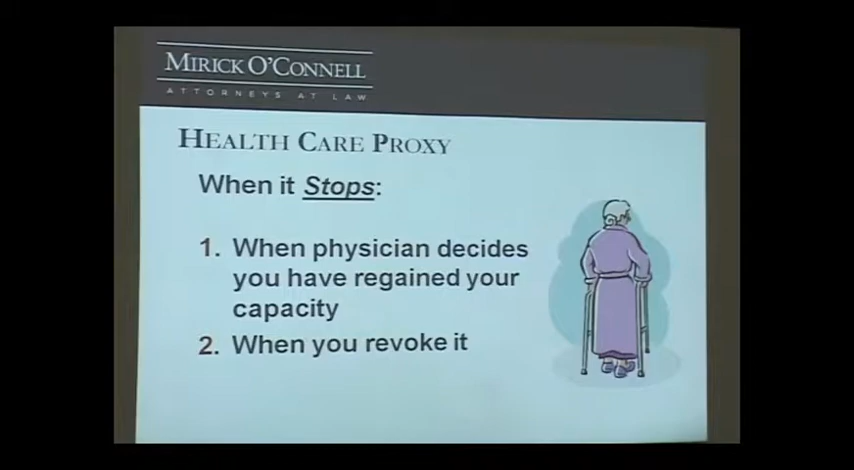 MIRICK O'CONNELL
ATTORNEYS AT LAW
HEALTH CARE PROXY
When it Stops:
1. When physician decides
you have regained your
capacity
2. When you revoke it